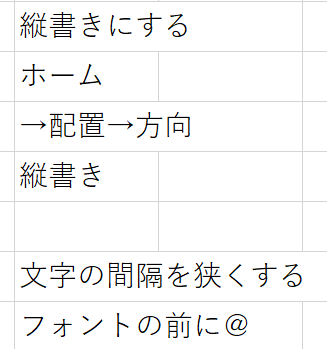 縦書きにする
ホーム
→配置→方向
縦書き
文字の間隔を狭くする
フォントの前に＠